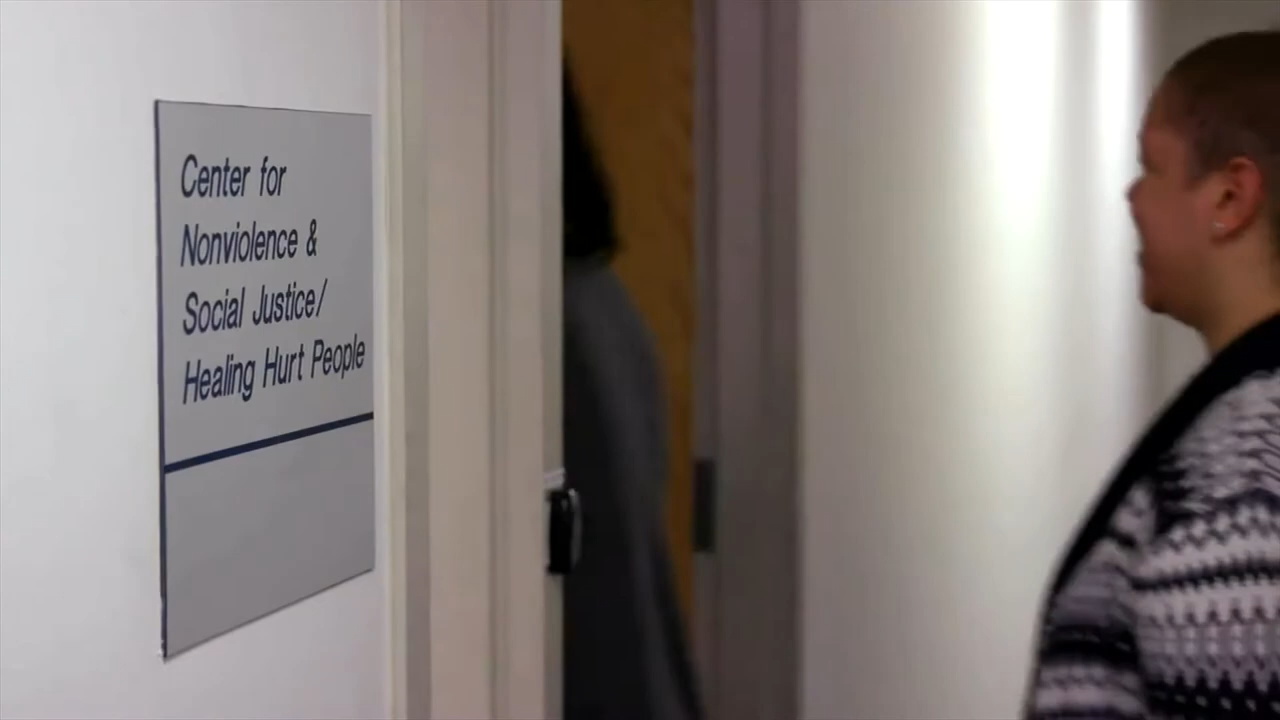 Center for
Nonviolence &
Social Justice/
Healing Hurt People